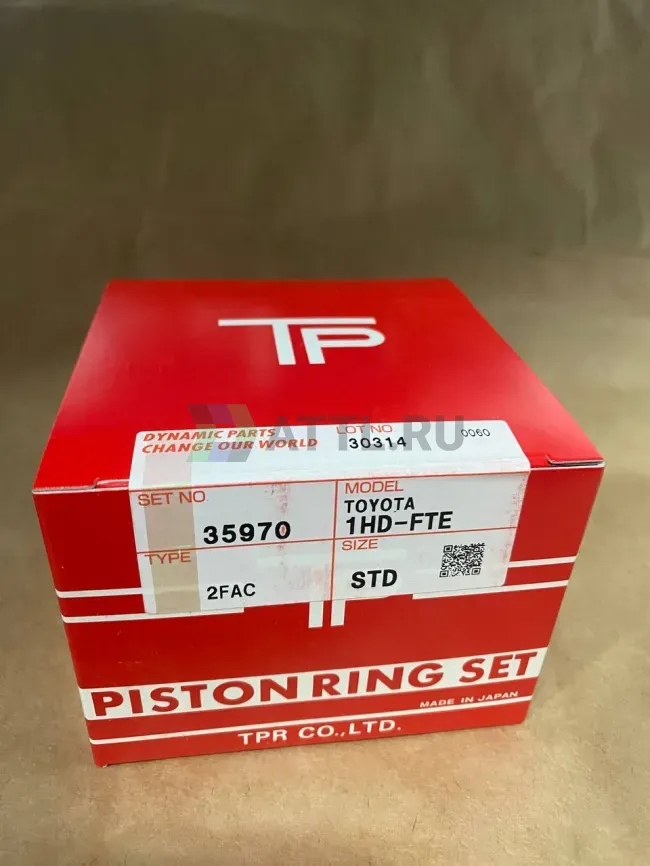 TP
ATTL.RU
DYNAMIC PARTS
CHANGE OUR WORLD
LOT NO
30314
0060
SET NO.
35970
MODEL
TOYOTA
1HD-FTE
TYPE
2FAC
SIZE
STD
PISTON RING SET
MADE IN JAPAN
TPR CO.,LTD.